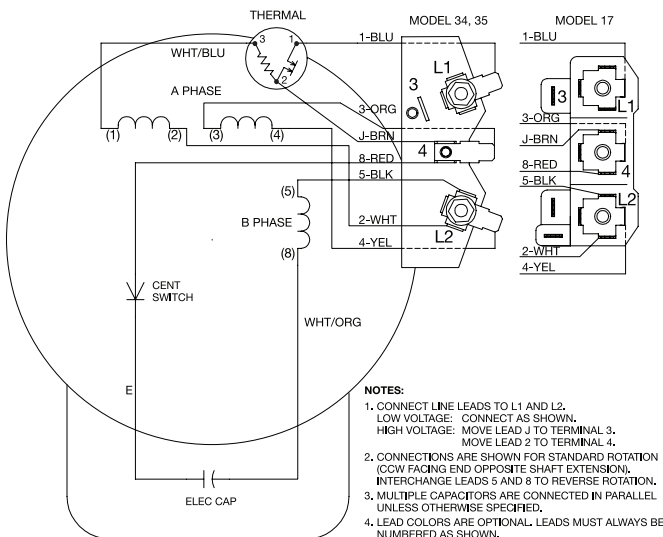 THERMAL
MODEL 34, 35
MODEL 17
WHT/BLU
3
1
2
1-BLU
1-BLU
L1
3
L1
3
A PHASE
3-ORG
3-ORG
(1)
(2)
(3)
(4)
J-BRN
J-BRN
4
4
8-RED
8-RED
5-BLK
5-BLK
(5)
L2
B PHASE
2-WHT
L2
(8)
4-YEL
2-WHT
4-YEL
CENT
SWITCH
WHT/ORG
E
ELEC CAP
NOTES:
1. CONNECT LINE LEADS TO L1 AND L2.
LOW VOLTAGE: CONNECT AS SHOWN.
HIGH VOLTAGE: MOVE LEAD J TO TERMINAL 3.
MOVE LEAD 2 TO TERMINAL 4.
2. CONNECTIONS ARE SHOWN FOR STANDARD ROTATION
(CCW FACING END OPPOSITE SHAFT EXTENSION).
INTERCHANGE LEADS 5 AND 8 TO REVERSE ROTATION.
3. MULTIPLE CAPACITORS ARE CONNECTED IN PARALLEL
UNLESS OTHERWISE SPECIFIED.
4. LEAD COLORS ARE OPTIONAL. LEADS MUST ALWAYS BE
NUMBERED AS SHOWN.